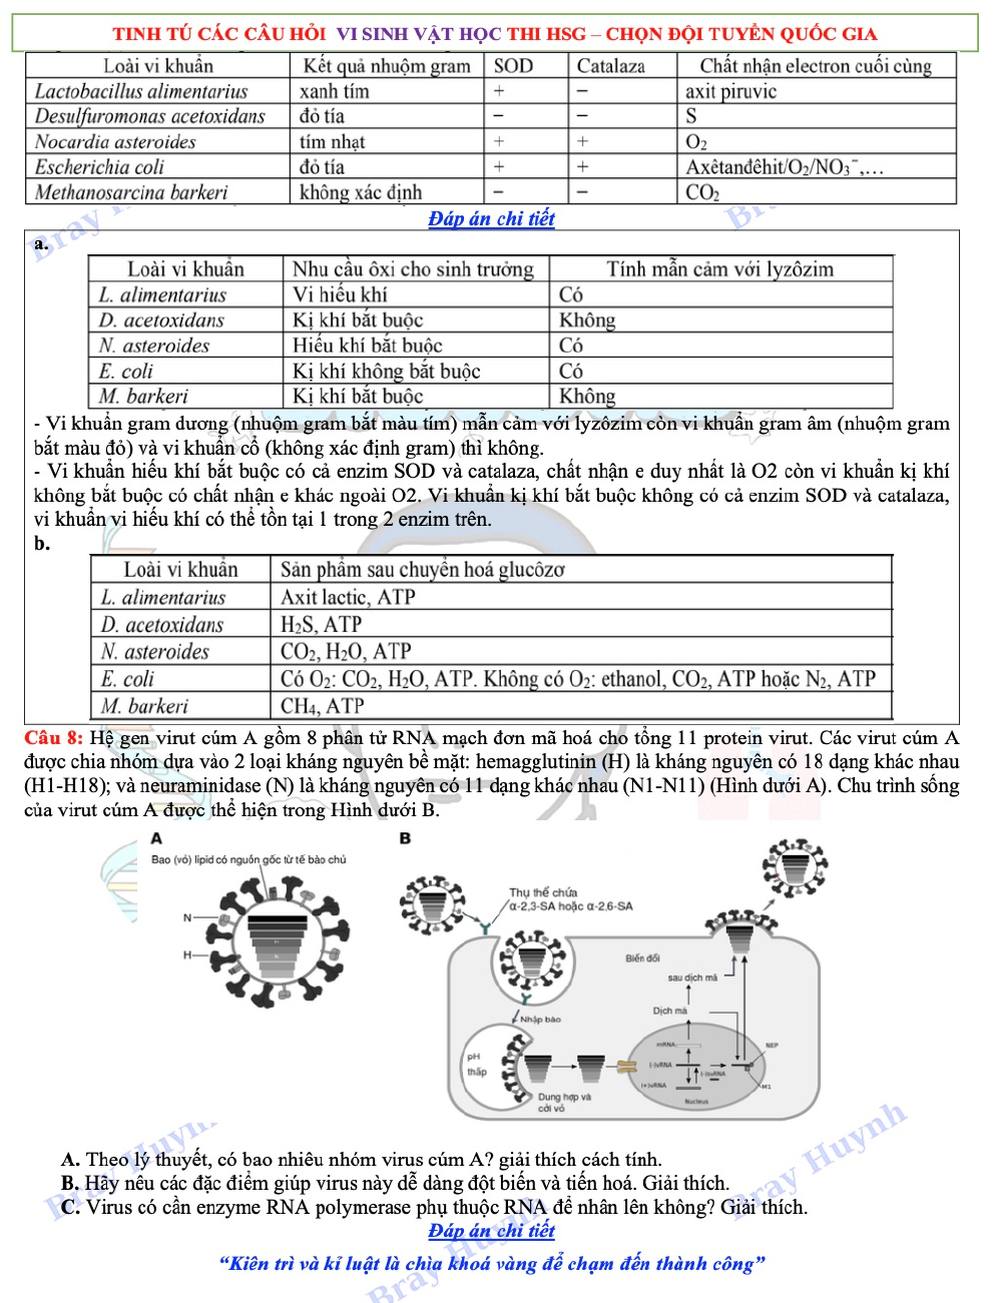 TINH TÚ CÁC CÂU HỎI VI SINH VẬT HỌC THI HSG – CHỌN ĐỘI TUYỂN QUỐC GIA
Loài vi khuẩn Kết quả nhuộm gram SOD Catalaza Chất nhận electron cuối cùng
Lactobacillus alimentarius xanh tím + − axit piruvic
Desulfuromonas acetoxidans đỏ tía − − S
Nocardia asteroides tím nhạt + + O2
Escherichia coli đỏ tía + + Axêtanđêhit/O2/NO3⁻,…
Methanosarcina barkeri không xác định − − CO2
Đáp án chi tiết
a.
Loài vi khuẩn Nhu cầu ôxi cho sinh trưởng Tính mẫn cảm với lyzôzim
L. alimentarius Vi hiếu khí Có
D. acetoxidans Kị khí bắt buộc Không
N. asteroides Hiếu khí bắt buộc Có
E. coli Kị khí không bắt buộc Có
M. barkeri Kị khí bắt buộc Không
- Vi khuẩn gram dương (nhuộm gram bắt màu tím) mẫn cảm với lyzôzim còn vi khuẩn gram âm (nhuộm gram
bắt màu đỏ) và vi khuẩn cổ (không xác định gram) thì không.
- Vi khuẩn hiếu khí bắt buộc có cả enzim SOD và catalaza, chất nhận e duy nhất là O2 còn vi khuẩn kị khí
không bắt buộc có chất nhận e khác ngoài O2. Vi khuẩn kị khí bắt buộc không có cả enzim SOD và catalaza,
vi khuẩn vi hiếu khí có thể tồn tại 1 trong 2 enzim trên.
b.
Loài vi khuẩn Sản phẩm sau chuyển hoá glucôzơ
L. alimentarius Axit lactic, ATP
D. acetoxidans H2S, ATP
N. asteroides CO2, H2O, ATP
E. coli Có O2: CO2, H2O, ATP. Không có O2: ethanol, CO2, ATP hoặc N2, ATP
M. barkeri CH4, ATP
Câu 8: Hệ gen virut cúm A gồm 8 phân tử RNA mạch đơn mã hoá cho tổng 11 protein virut. Các virut cúm A
được chia nhóm dựa vào 2 loại kháng nguyên bề mặt: hemagglutinin (H) là kháng nguyên có 18 dạng khác nhau
(H1-H18); và neuraminidase (N) là kháng nguyên có 11 dạng khác nhau (N1-N11) (Hình dưới A). Chu trình sống
của virut cúm A được thể hiện trong Hình dưới B.
A B
Bao (vỏ) lipid có nguồn gốc từ tế bào chủ
N
H
Thụ thể chứa
α-2,3-SA hoặc α-2,6-SA
Biến đổi
sau dịch mã
Dịch mã
Nhập bào
pH
thấp
Dung hợp và
cởi vỏ
mRNA
(-)vRNA
(-)vRNA
(+)vRNA
Nucleus
NEP
M1
A. Theo lý thuyết, có bao nhiêu nhóm virus cúm A? giải thích cách tính.
B. Hãy nêu các đặc điểm giúp virus này dễ dàng đột biến và tiến hoá. Giải thích.
C. Virus có cần enzyme RNA polymerase phụ thuộc RNA để nhân lên không? Giải thích.
Đáp án chi tiết
“Kiên trì và kỉ luật là chìa khoá vàng để chạm đến thành công”
Bray Huynh
Bray Huynh
Bray Huynh